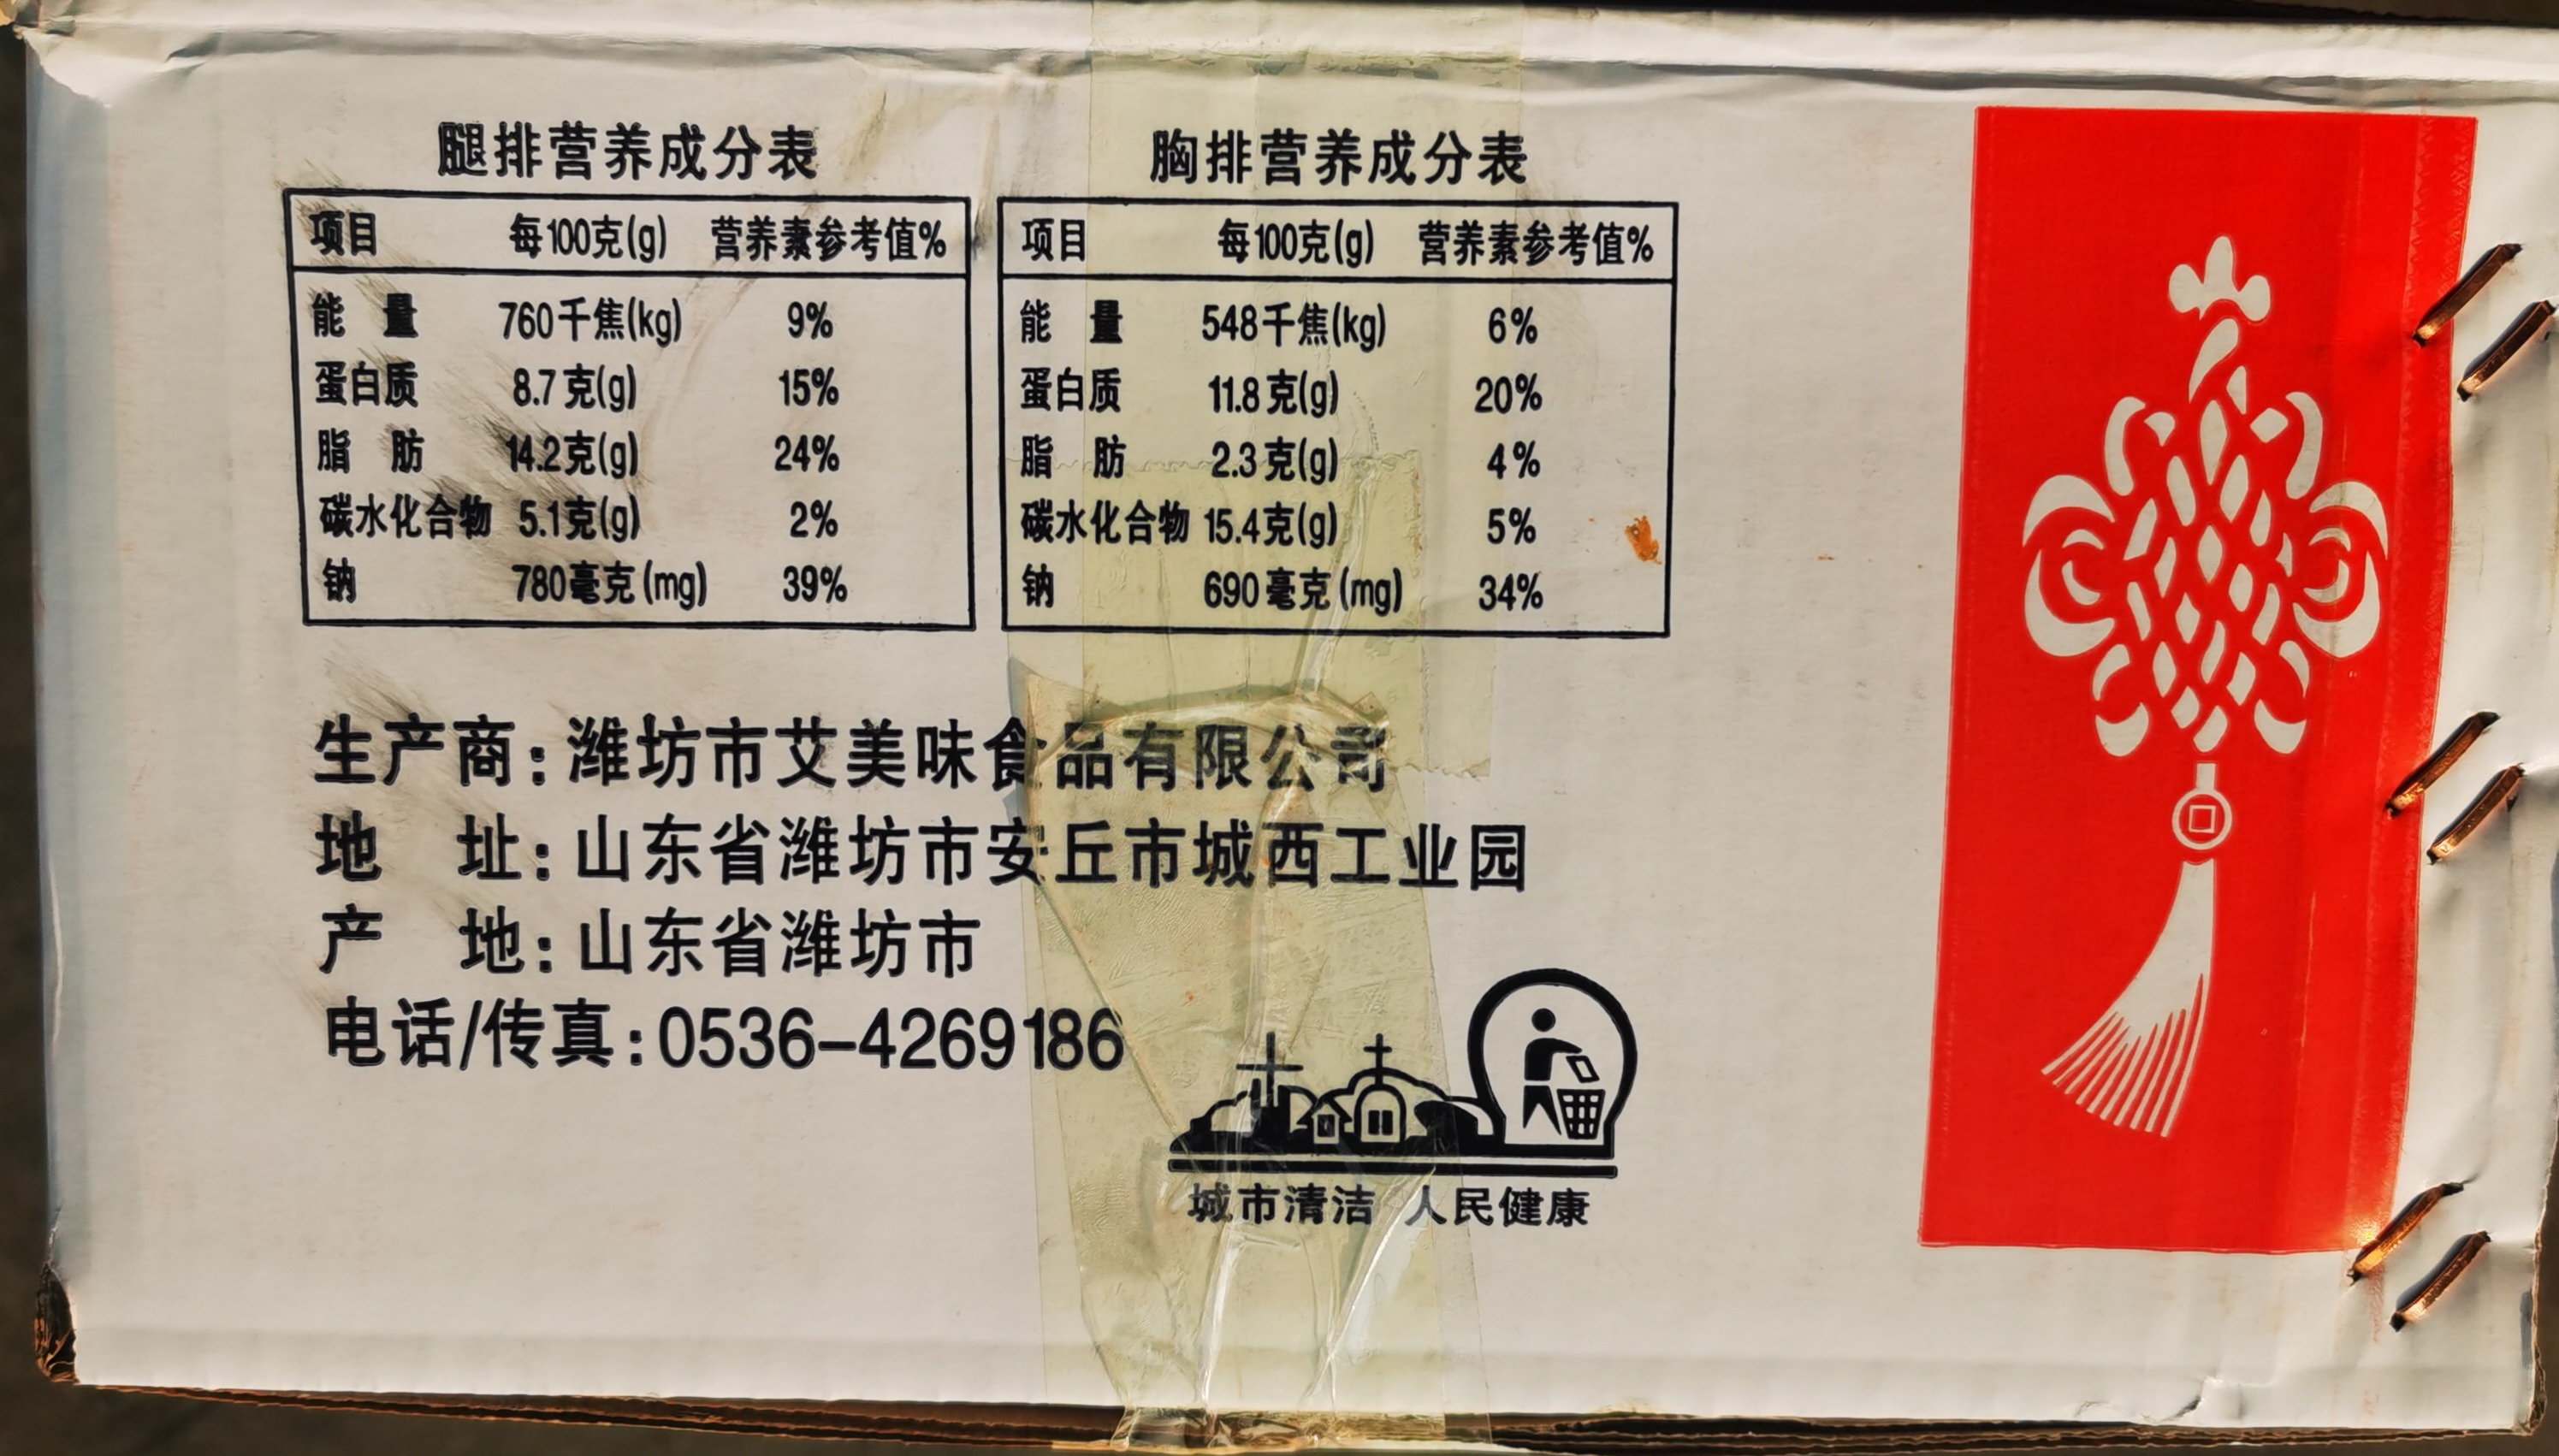 腿排营养成分表
项目 每100克(g) 营养素参考值%
能 量 760千焦(kg) 9%
蛋白质 8.7克(g) 15%
脂 肪 14.2克(g) 24%
碳水化合物 5.1克(g) 2%
钠 780毫克(mg) 39%
胸排营养成分表
项目 每100克(g) 营养素参考值%
能 量 548千焦(kg) 6%
蛋白质 11.8克(g) 20%
脂 肪 2.3克(g) 4%
碳水化合物 15.4克(g) 5%
钠 690毫克(mg) 34%
生产商:潍坊市艾美味食品有限公司
地 址:山东省潍坊市安丘市城西工业园
产 地:山东省潍坊市
电话/传真:0536-4269186
城市清洁 人民健康